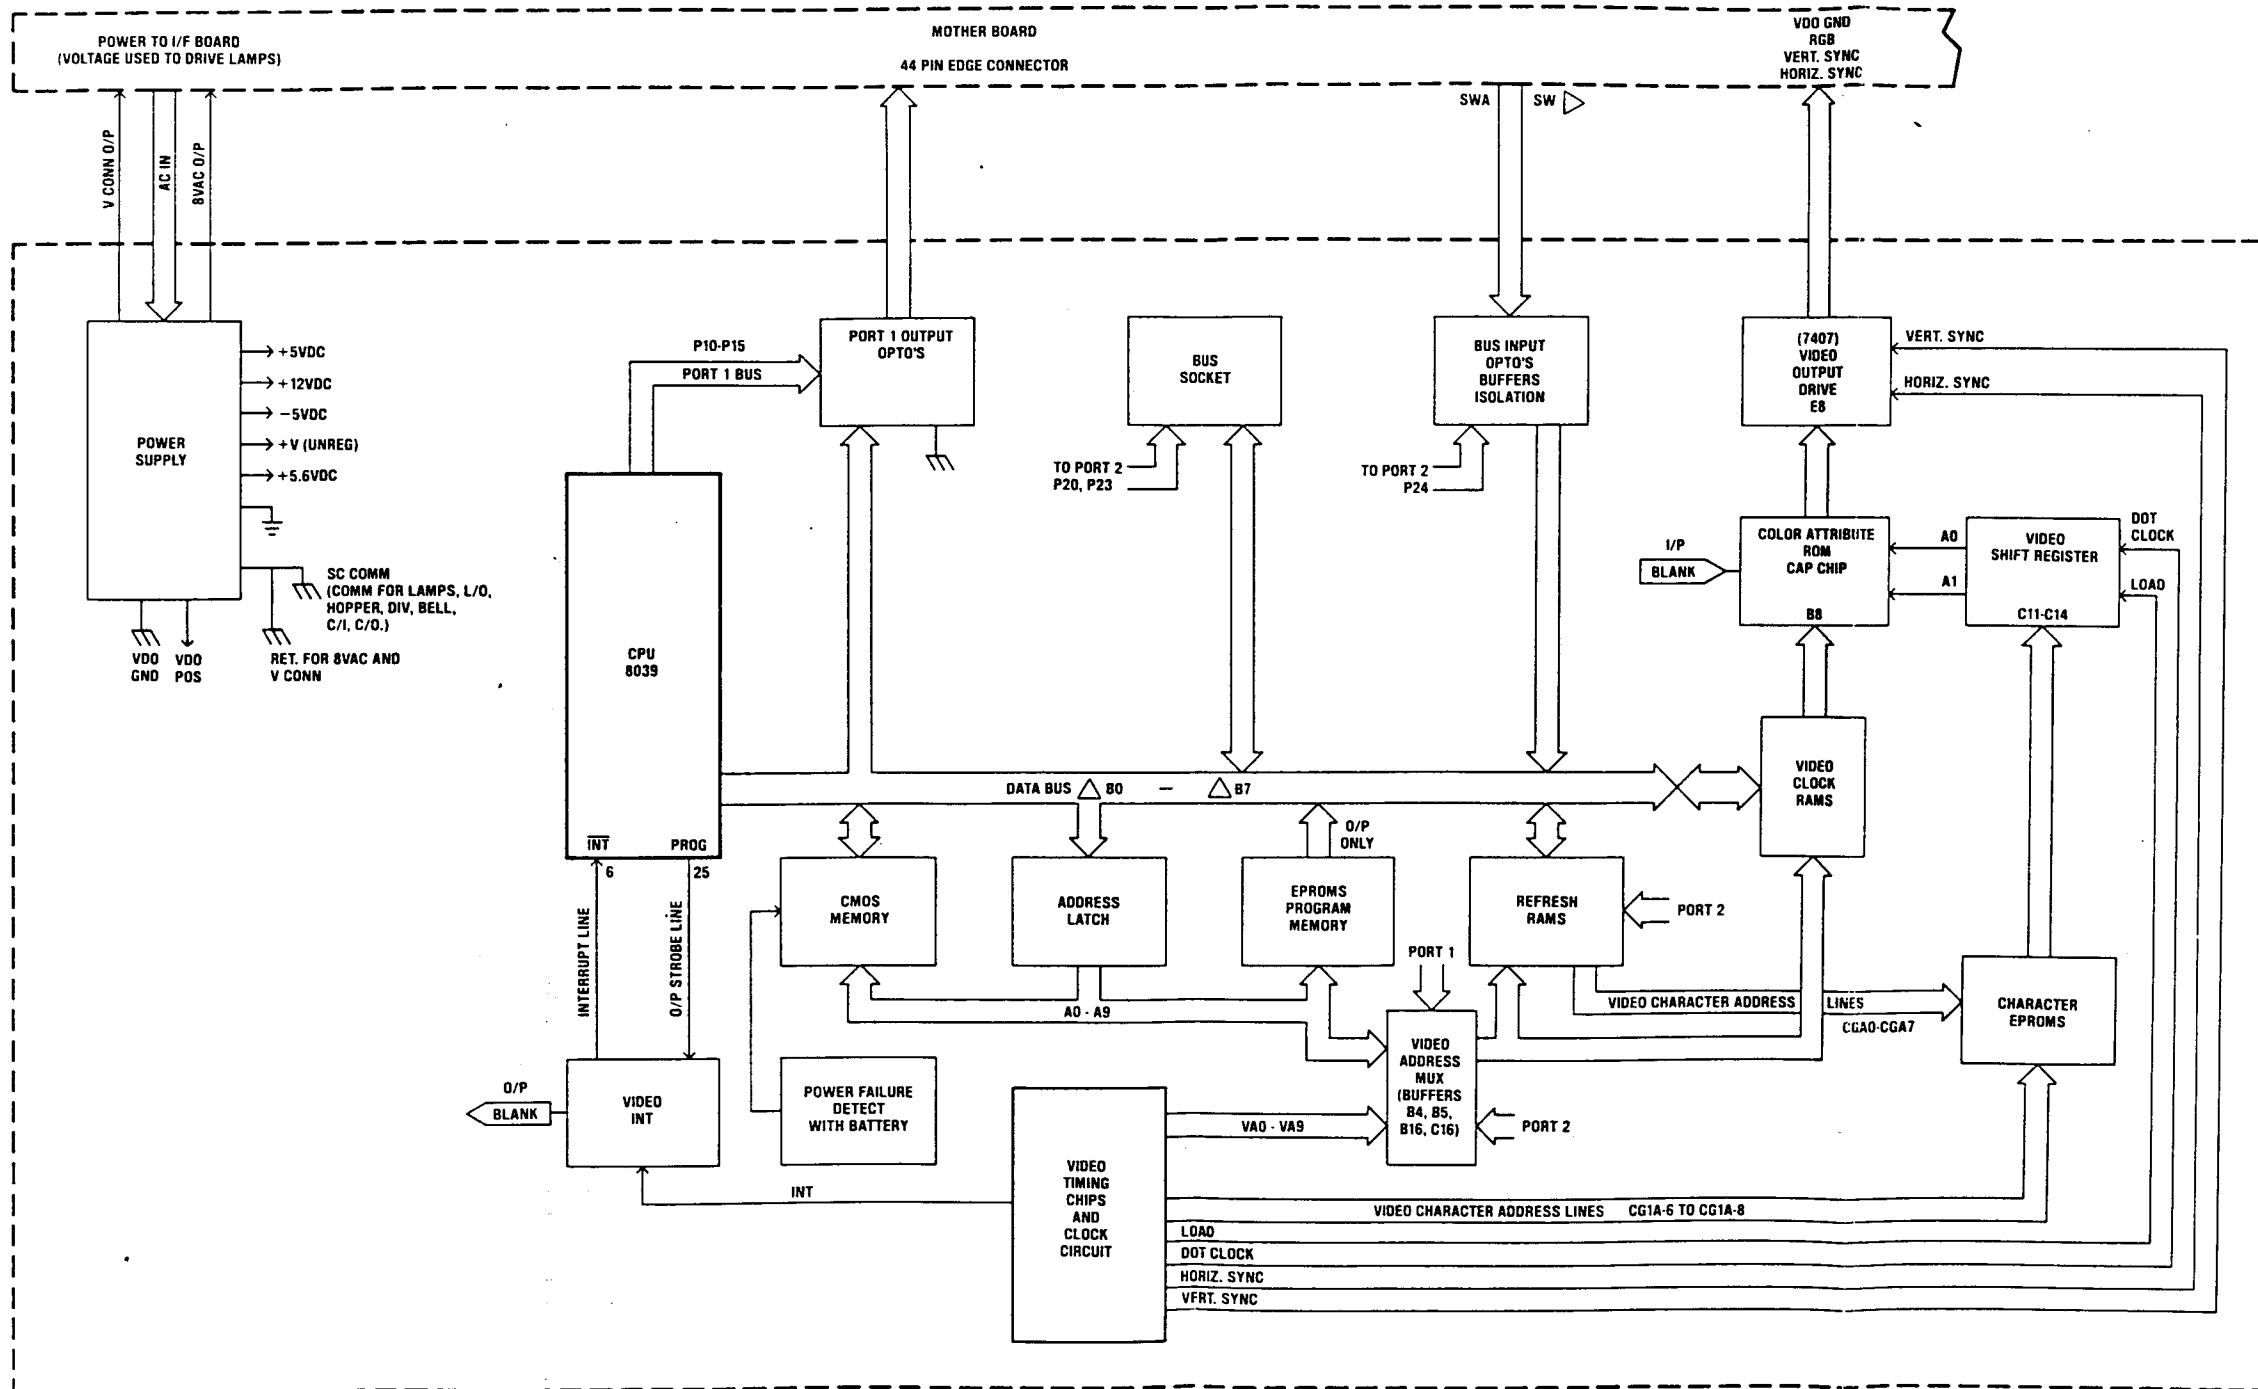 POWER TO I/F BOARD
(VOLTAGE USED TO DRIVE LAMPS)
MOTHER BOARD
44 PIN EDGE CONNECTOR
VDO GND
RGB
VERT. SYNC
HORIZ. SYNC
V CONN O/P
AC IN
8VAC O/P
SWA
SW
POWER
SUPPLY
+5VDC
+12VDC
-5VDC
+V (UNREG)
+5.6VDC
SC COMM
(COMM FOR LAMPS, L/O,
HOPPER, DIV, BELL,
C/I, C/O.)
VDO
GND
VDO
POS
RET. FOR 8VAC AND
V CONN
P10-P15
PORT 1 BUS
PORT 1 OUTPUT
OPTO'S
BUS
SOCKET
TO PORT 2
P20, P23
BUS INPUT
OPTO'S
BUFFERS
ISOLATION
TO PORT 2
P24
(7407)
VIDEO
OUTPUT
DRIVE
E8
VERT. SYNC
HORIZ. SYNC
I/P
BLANK
COLOR ATTRIBUTE
ROM
CAP CHIP
B8
A0
A1
VIDEO
SHIFT REGISTER
C11-C14
DOT
CLOCK
LOAD
CPU
8039
INT
PROG
6
25
DATA BUS B0 — B7
VIDEO
CLOCK
RAMS
O/P
ONLY
CMOS
MEMORY
ADDRESS
LATCH
EPROMS
PROGRAM
MEMORY
REFRESH
RAMS
PORT 2
INTERRUPT LINE
O/P STROBE LINE
PORT 1
A0 - A9
VIDEO CHARACTER ADDRESS LINES
CGA0-CGA7
CHARACTER
EPROMS
VIDEO
ADDRESS
MUX
(BUFFERS
B4, B5,
B16, C16)
PORT 2
O/P
BLANK
VIDEO
INT
POWER FAILURE
DETECT
WITH BATTERY
VA0 - VA9
INT
VIDEO
TIMING
CHIPS
AND
CLOCK
CIRCUIT
VIDEO CHARACTER ADDRESS LINES CG1A-6 TO CG1A-8
LOAD
DOT CLOCK
HORIZ. SYNC
VERT. SYNC